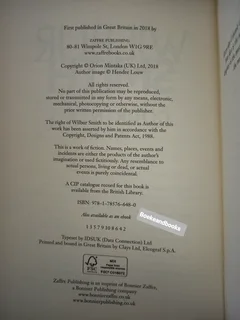 First published in Great Britain in 2018 by
ZAFFRE PUBLISHING
80-81 Wimpole St, London W1G 9RE
www.zaffrebooks.co.uk
Copyright © Orion Mintaka (UK) Ltd, 2018
Author image © Hendre Louw
All rights reserved.
No part of this publication may be reproduced,
stored or transmitted in any form by any means, electronic,
mechanical, photocopying or otherwise, without the
prior written permission of the publisher.
The right of Wilbur Smith to be identified as Author of this
work has been asserted by him in accordance with the
Copyright, Designs and Patents Act, 1988.
This is a work of fiction. Names, places, events and
incidents are either the products of the author's
imagination or used fictitiously. Any resemblance to
actual persons, living or dead, or actual
events is purely coincidental.
A CIP catalogue record for this book is
available from the British Library.
ISBN: 978-1-78576-648-0
Bowkzandbooks
Also available as an ebook
1 3 5 7 9 10 8 6 4 2
Typeset by IDSUK (Data Connection) Ltd
Printed and bound in Great Britain by Clays Ltd, Elcograf S.p.A.
FSC
MIX
Zaffre Publishing is an imprint of Bonnier Zaffre,
a Bonnier Publishing company
www.bonnierzaffre.co.uk